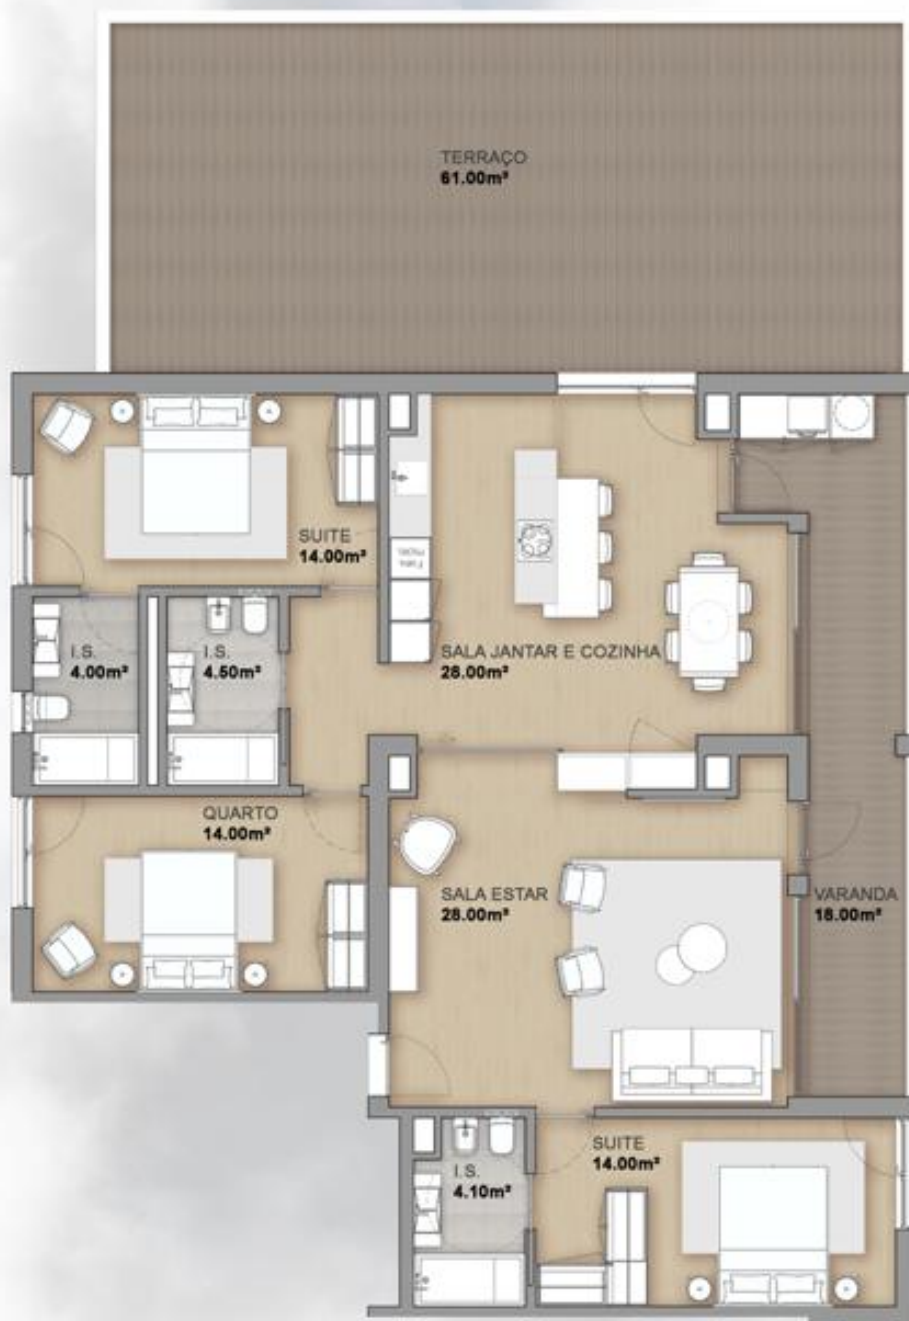 TERRAÇO
61.00m²
SUITE
14.00m²
I.S.
4.00m²
I.S.
4.50m²
SALA JANTAR E COZINHA
28.00m²
QUARTO
14.00m²
SALA ESTAR
28.00m²
VARANDA
18.00m²
SUITE
14.00m²
I.S.
4.10m²